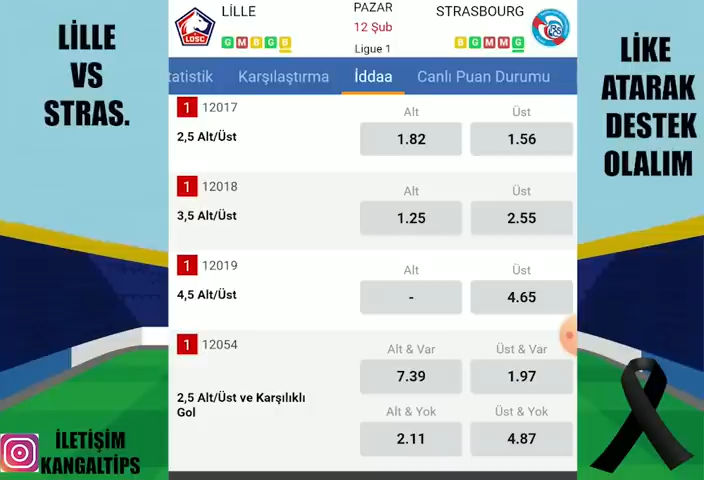 LİLLE
VS
STRAS.
LİLLE
LOSC
G M B G B
PAZAR
12 Şub
Ligue 1
STRASBOURG
B G M M G
tatistik Karşılaştırma İddaa Canlı Puan Durumu
1 12017
2,5 Alt/Üst
Alt Üst
1.82 1.56
1 12018
3,5 Alt/Üst
Alt Üst
1.25 2.55
1 12019
4,5 Alt/Üst
Alt Üst
- 4.65
1 12054
2,5 Alt/Üst ve Karşılıklı
Gol
Alt & Var Üst & Var
7.39 1.97
Alt & Yok Üst & Yok
2.11 4.87
LİKE
ATARAK
DESTEK
OLALIM
İLETİŞİM
KANGALTİPS